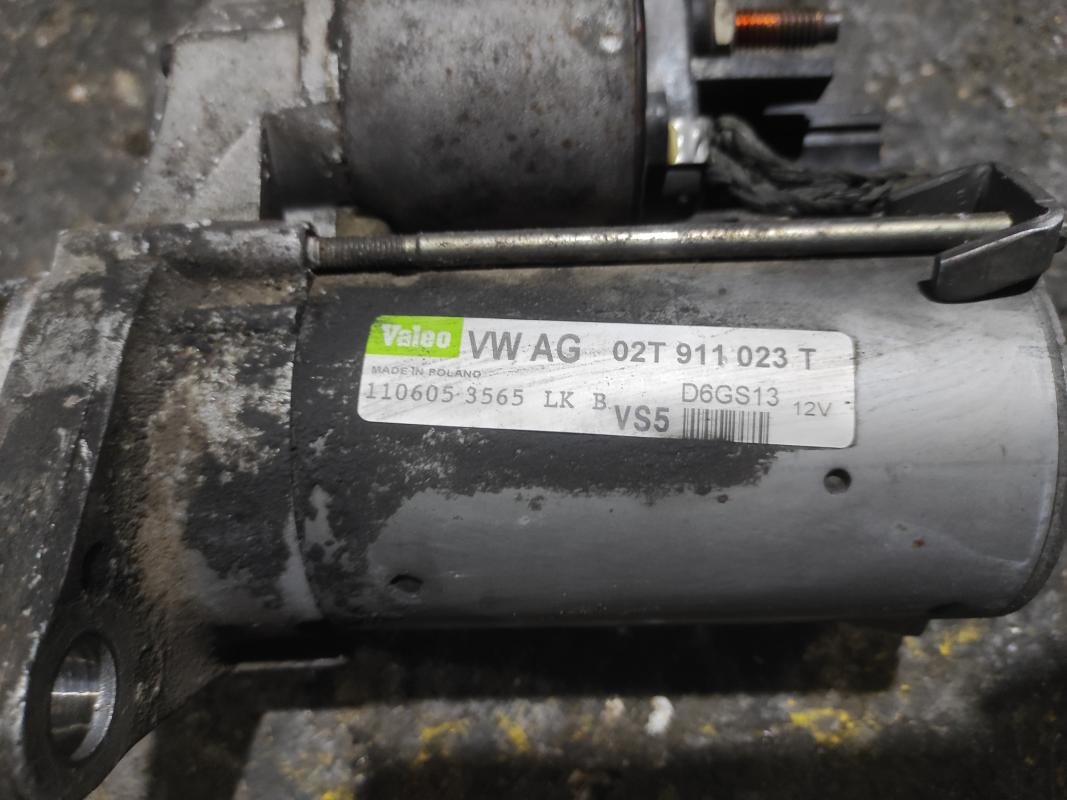 Valeo VW AG 02T 911 023 T
MADE IN POLAND
110605 3565 LK B VS5 D6GS13 12V